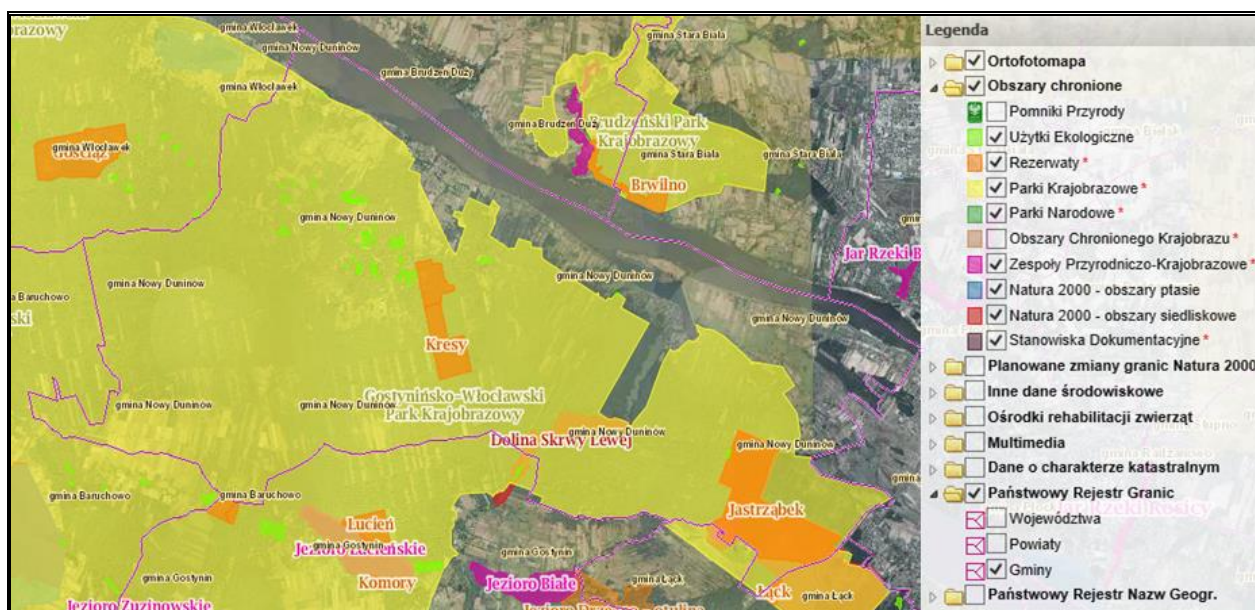 gmina Włocławek
gmina Stara Biała
gmina Nowy Duninów
gmina Brudzeń Duży
gmina Włocławek
gmina Brudzeń Duży
Brudzeński Park
Krajobrazowy
gmina Włocławek
Gościąż
gmina Stara Biała
gmina Stara Biała
Brwilno
gmina Nowy Duninów
Jar Rzeki B
gmina Nowy Duninów
gmina Baruchowo
gmina Nowy Duninów
Kresy
Gostynińsko-Włocławski
Park Krajobrazowy
gmina Nowy Duninów
gmina Nowy Duninów
Dolina Skrwy Lewej
gmina Nowy Duninów
gmina Baruchowo
gmina Baruchowo
Jastrząbek
Lucień
gmina Gostynin
Jezioro Lucieńskie
gmina Gostynin
Komory
gmina Gostynin
Jezioro Białe
gmina Łąck
Łąck
gmina Łąck
Jezioro Zuzinowskie
Legenda
Ortofotomapa
Obszary chronione
Pomniki Przyrody
Użytki Ekologiczne
Rezerwaty *
Parki Krajobrazowe *
Parki Narodowe *
Obszary Chronionego Krajobrazu *
Zespoły Przyrodniczo-Krajobrazowe *
Natura 2000 - obszary ptasie
Natura 2000 - obszary siedliskowe
Stanowiska Dokumentacyjne *
Planowane zmiany granic Natura 2000
Inne dane środowiskowe
Ośrodki rehabilitacji zwierząt
Multimedia
Dane o charakterze katastralnym
Państwowy Rejestr Granic
Jar Rzeki Rosicy
Województwa
Powiaty
Gminy
Państwowy Rejestr Nazw Geogr.